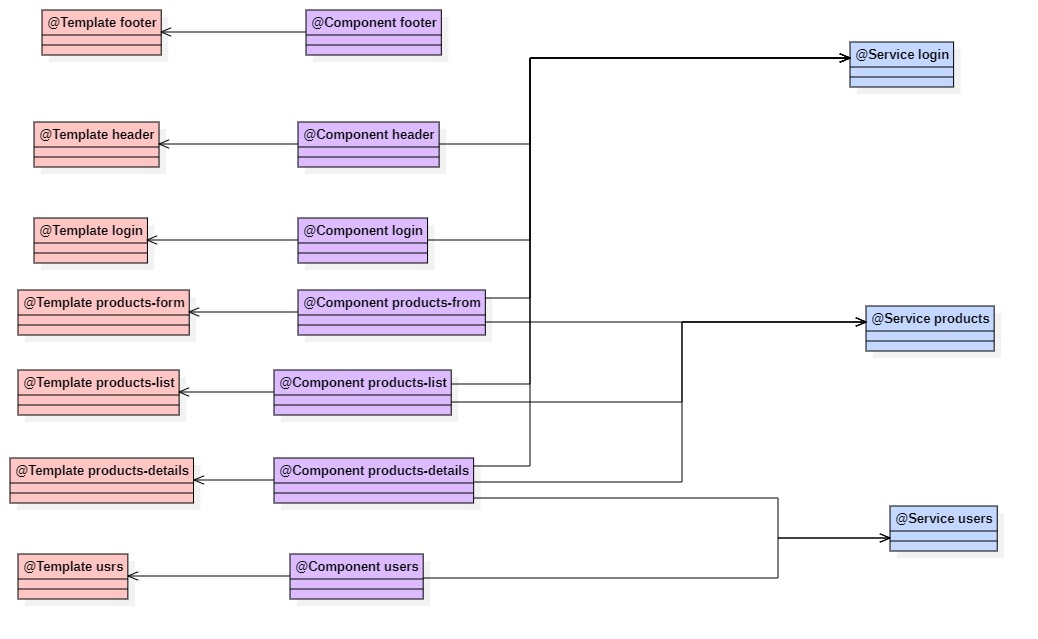 @Template footer
@Component footer
@Service login
@Template header
@Component header
@Template login
@Component login
@Template products-form
@Component products-from
@Service products
@Template products-list
@Component products-list
@Template products-details
@Component products-details
@Service users
@Template usrs
@Component users